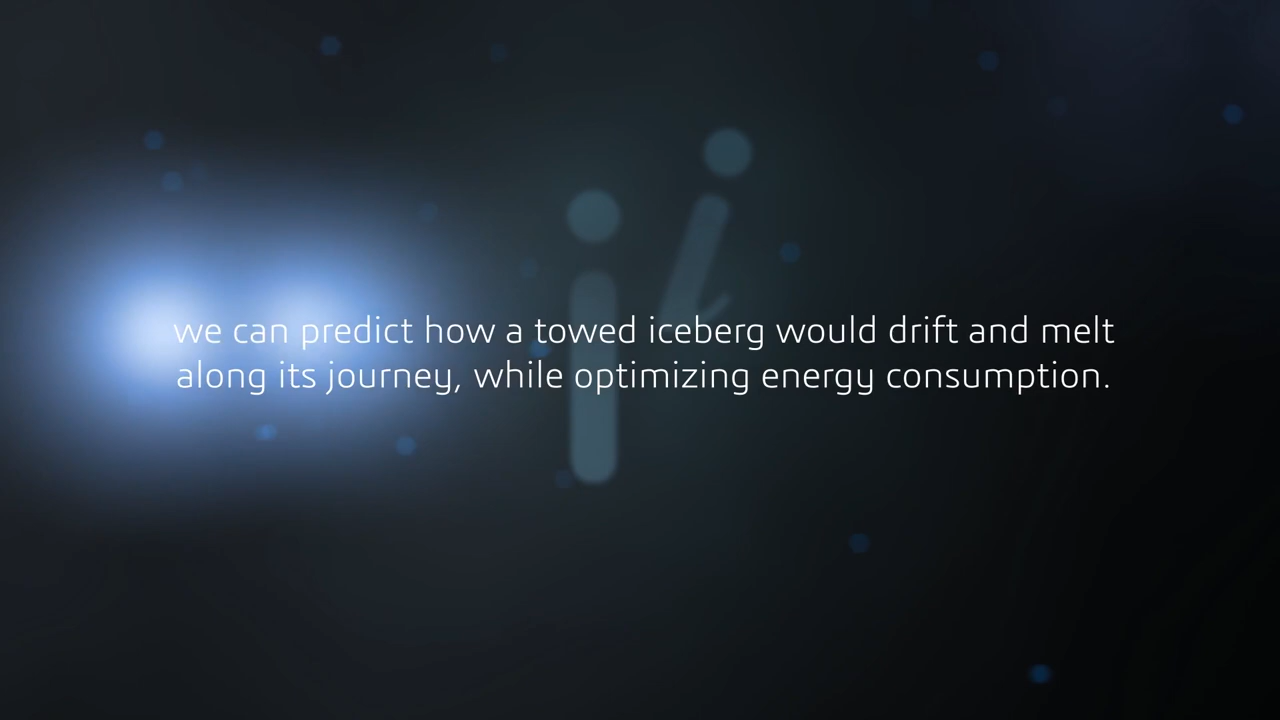 we can predict how a towed iceberg would drift and melt
along its journey, while optimizing energy consumption.